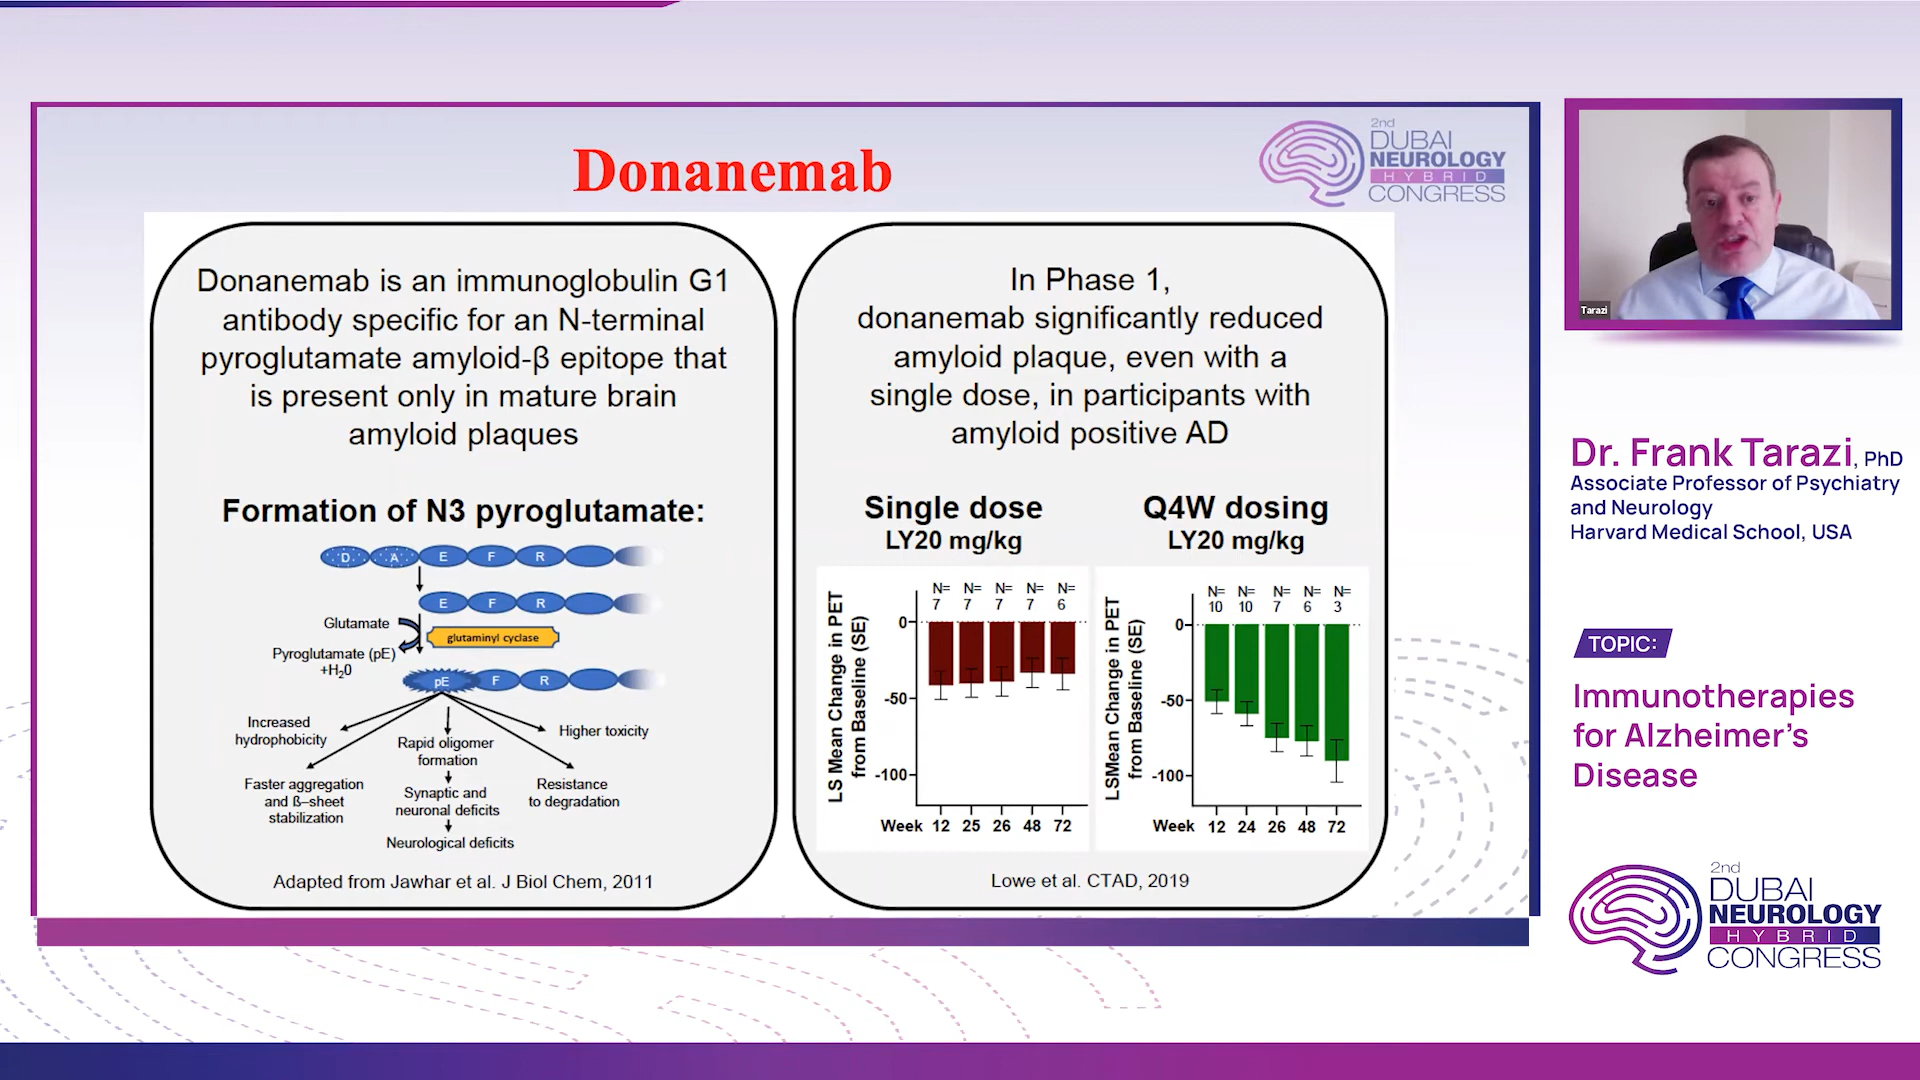 Donanemab
2nd
DUBAI
NEUROLOGY
HYBRID
CONGRESS
Donanemab is an immunoglobulin G1
antibody specific for an N-terminal
pyroglutamate amyloid-β epitope that
is present only in mature brain
amyloid plaques
Formation of N3 pyroglutamate:
D A E F R
E F R
Glutamate
glutaminyl cyclase
Pyroglutamate (pE)
+H₂0
pE F R
Increased
hydrophobicity
Rapid oligomer
formation
Higher toxicity
Faster aggregation
and ß–sheet
stabilization
Synaptic and
neuronal deficits
Resistance
to degradation
Neurological deficits
Adapted from Jawhar et al. J Biol Chem, 2011
In Phase 1,
donanemab significantly reduced
amyloid plaque, even with a
single dose, in participants with
amyloid positive AD
Single dose
LY20 mg/kg
LS Mean Change in PET
from Baseline (SE)
N= N= N= N= N=
7 7 7 7 6
0
-50
-100
Week 12 25 26 48 72
Q4W dosing
LY20 mg/kg
LSMean Change in PET
from Baseline (SE)
N= N= N= N= N=
10 10 7 6 3
0
-50
-100
Week 12 24 26 48 72
Lowe et al. CTAD, 2019
Tarazi
Dr. Frank Tarazi, PhD
Associate Professor of Psychiatry
and Neurology
Harvard Medical School, USA
TOPIC:
Immunotherapies
for Alzheimer's
Disease
2nd
DUBAI
NEUROLOGY
HYBRID
CONGRESS